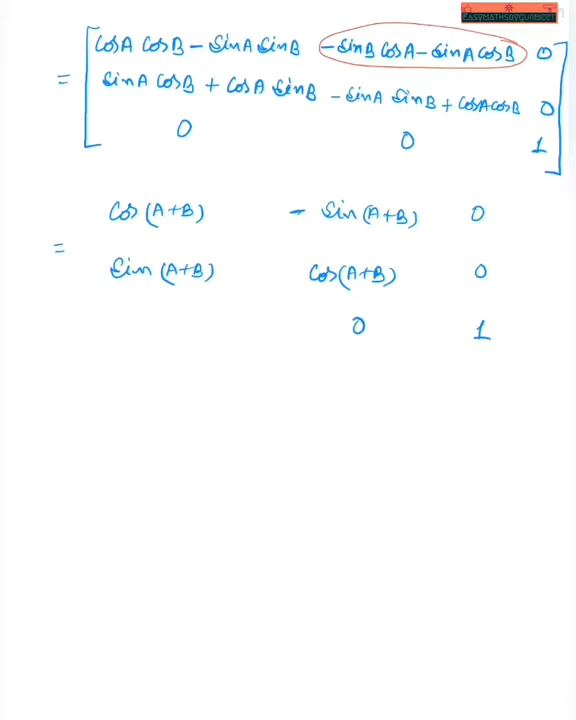 EASYMATHSBYGURMEET
CosA CosB − SinA SinB −SinB CosA − SinA CosB 0
= SinA CosB + CosA SinB − SinA SinB + CosA CosB 0
0 0 1
Cos(A+B) − Sin(A+B) 0
=
Sin(A+B) Cos(A+B) 0
0 1